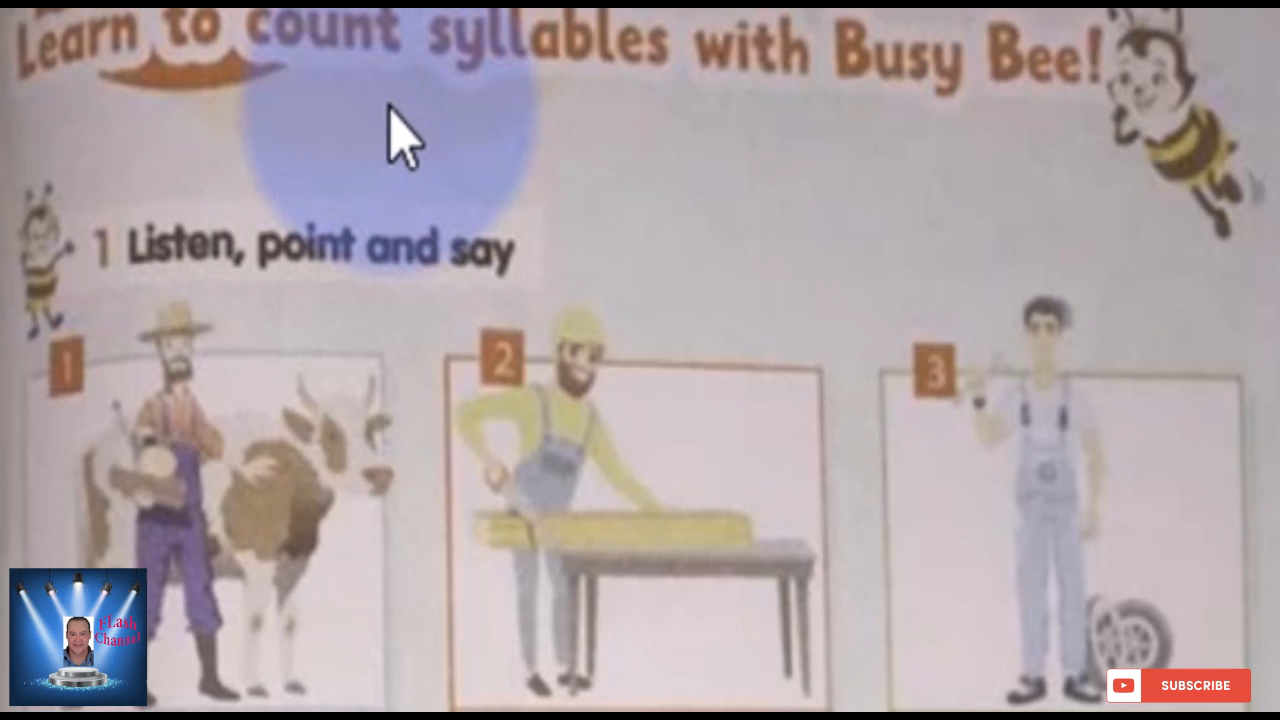 Learn to count syllables with Busy Bee!
1 Listen, point and say
1
2
3
FLash
Channel
SUBSCRIBE